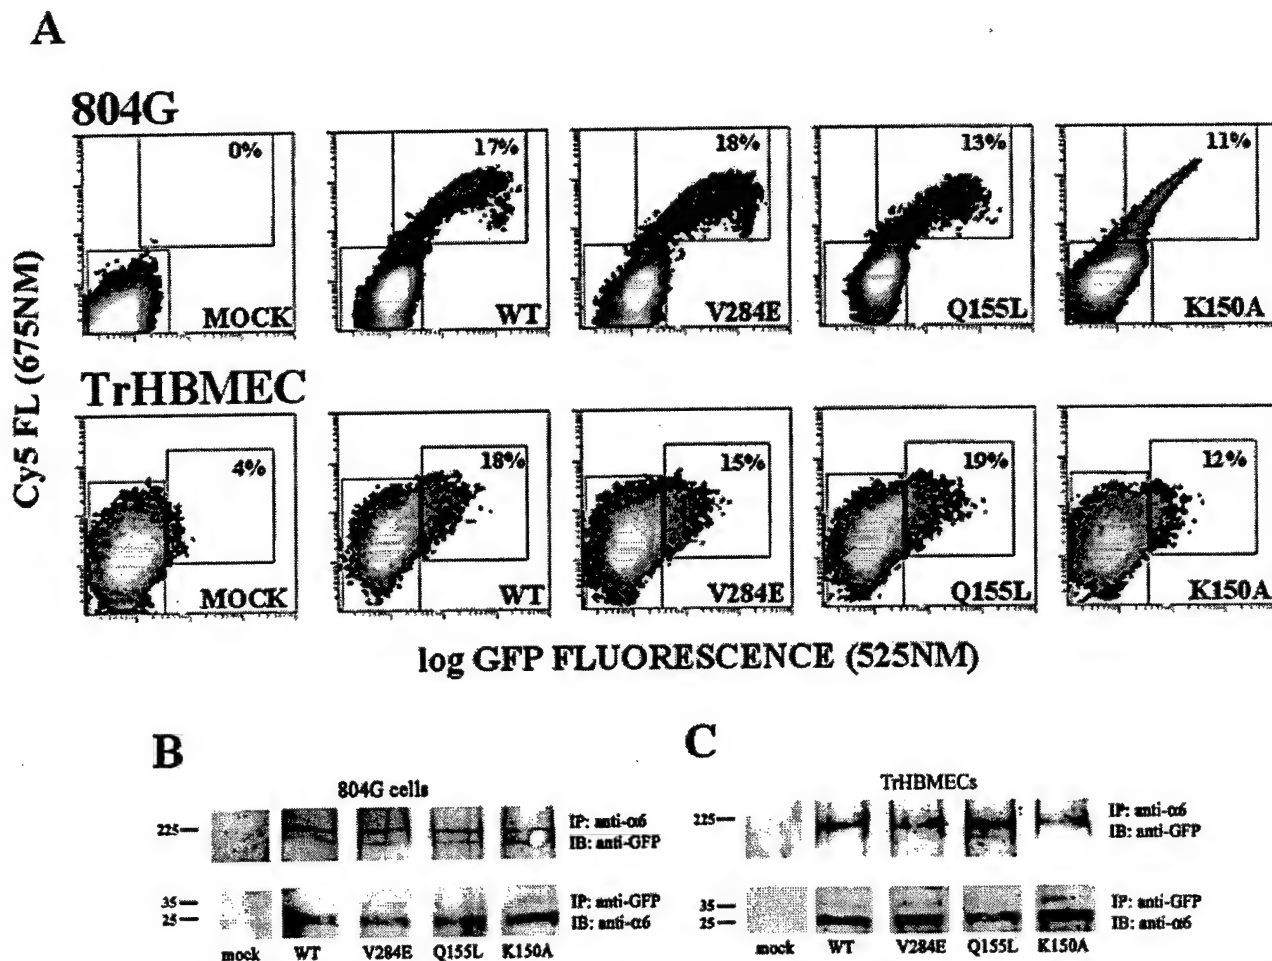 A
804G
0%
17%
18%
13%
11%
MOCK
WT
V284E
Q155L
K150A
Cy5 FL (675NM)
TrHBMEC
4%
18%
15%
19%
12%
MOCK
WT
V284E
Q155L
K150A
log GFP FLUORESCENCE (525NM)
B
804G cells
225
IP: anti-α6
IB: anti-GFP
35
25
IP: anti-GFP
IB: anti-α6
mock
WT
V284E
Q155L
K150A
C
TrHBMECs
225
IP: anti-α6
IB: anti-GFP
35
25
IP: anti-GFP
IB: anti-α6
mock
WT
V284E
Q155L
K150A